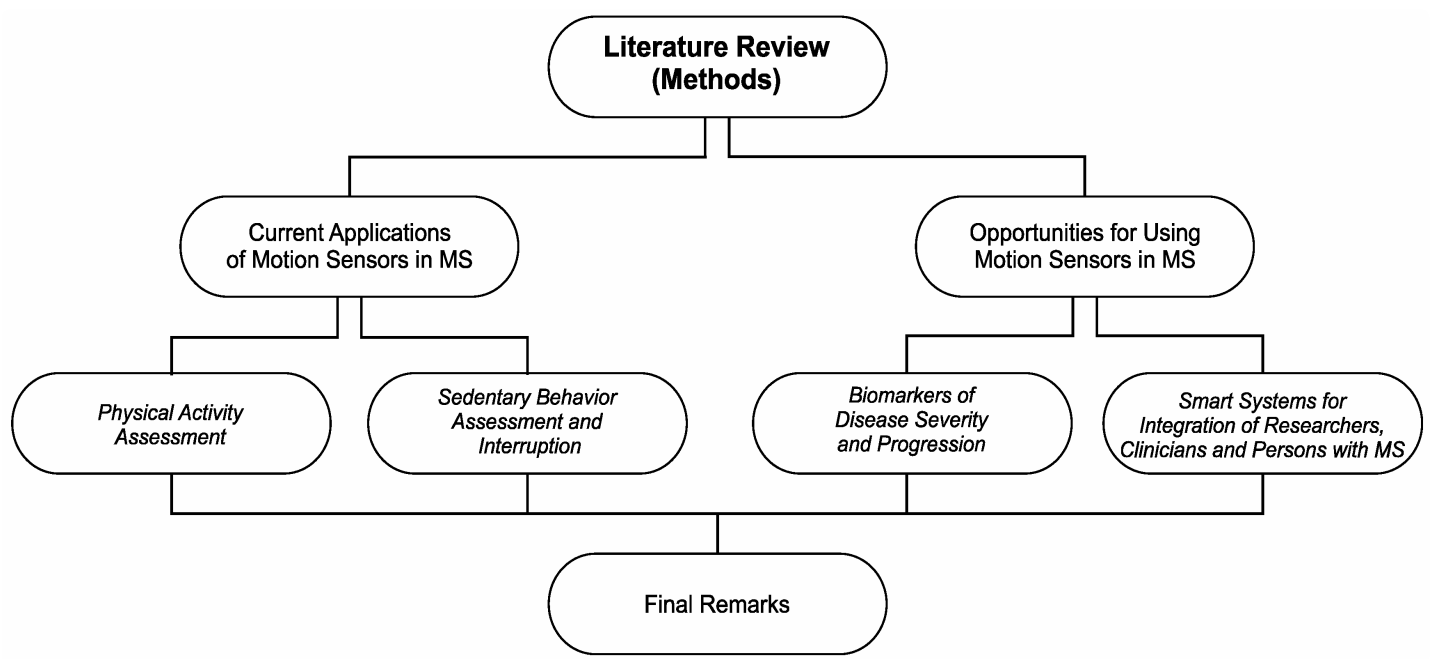 Literature Review
(Methods)
Current Applications
of Motion Sensors in MS
Opportunities for Using
Motion Sensors in MS
Physical Activity
Assessment
Sedentary Behavior
Assessment and
Interruption
Biomarkers of
Disease Severity
and Progression
Smart Systems for
Integration of Researchers,
Clinicians and Persons with MS
Final Remarks